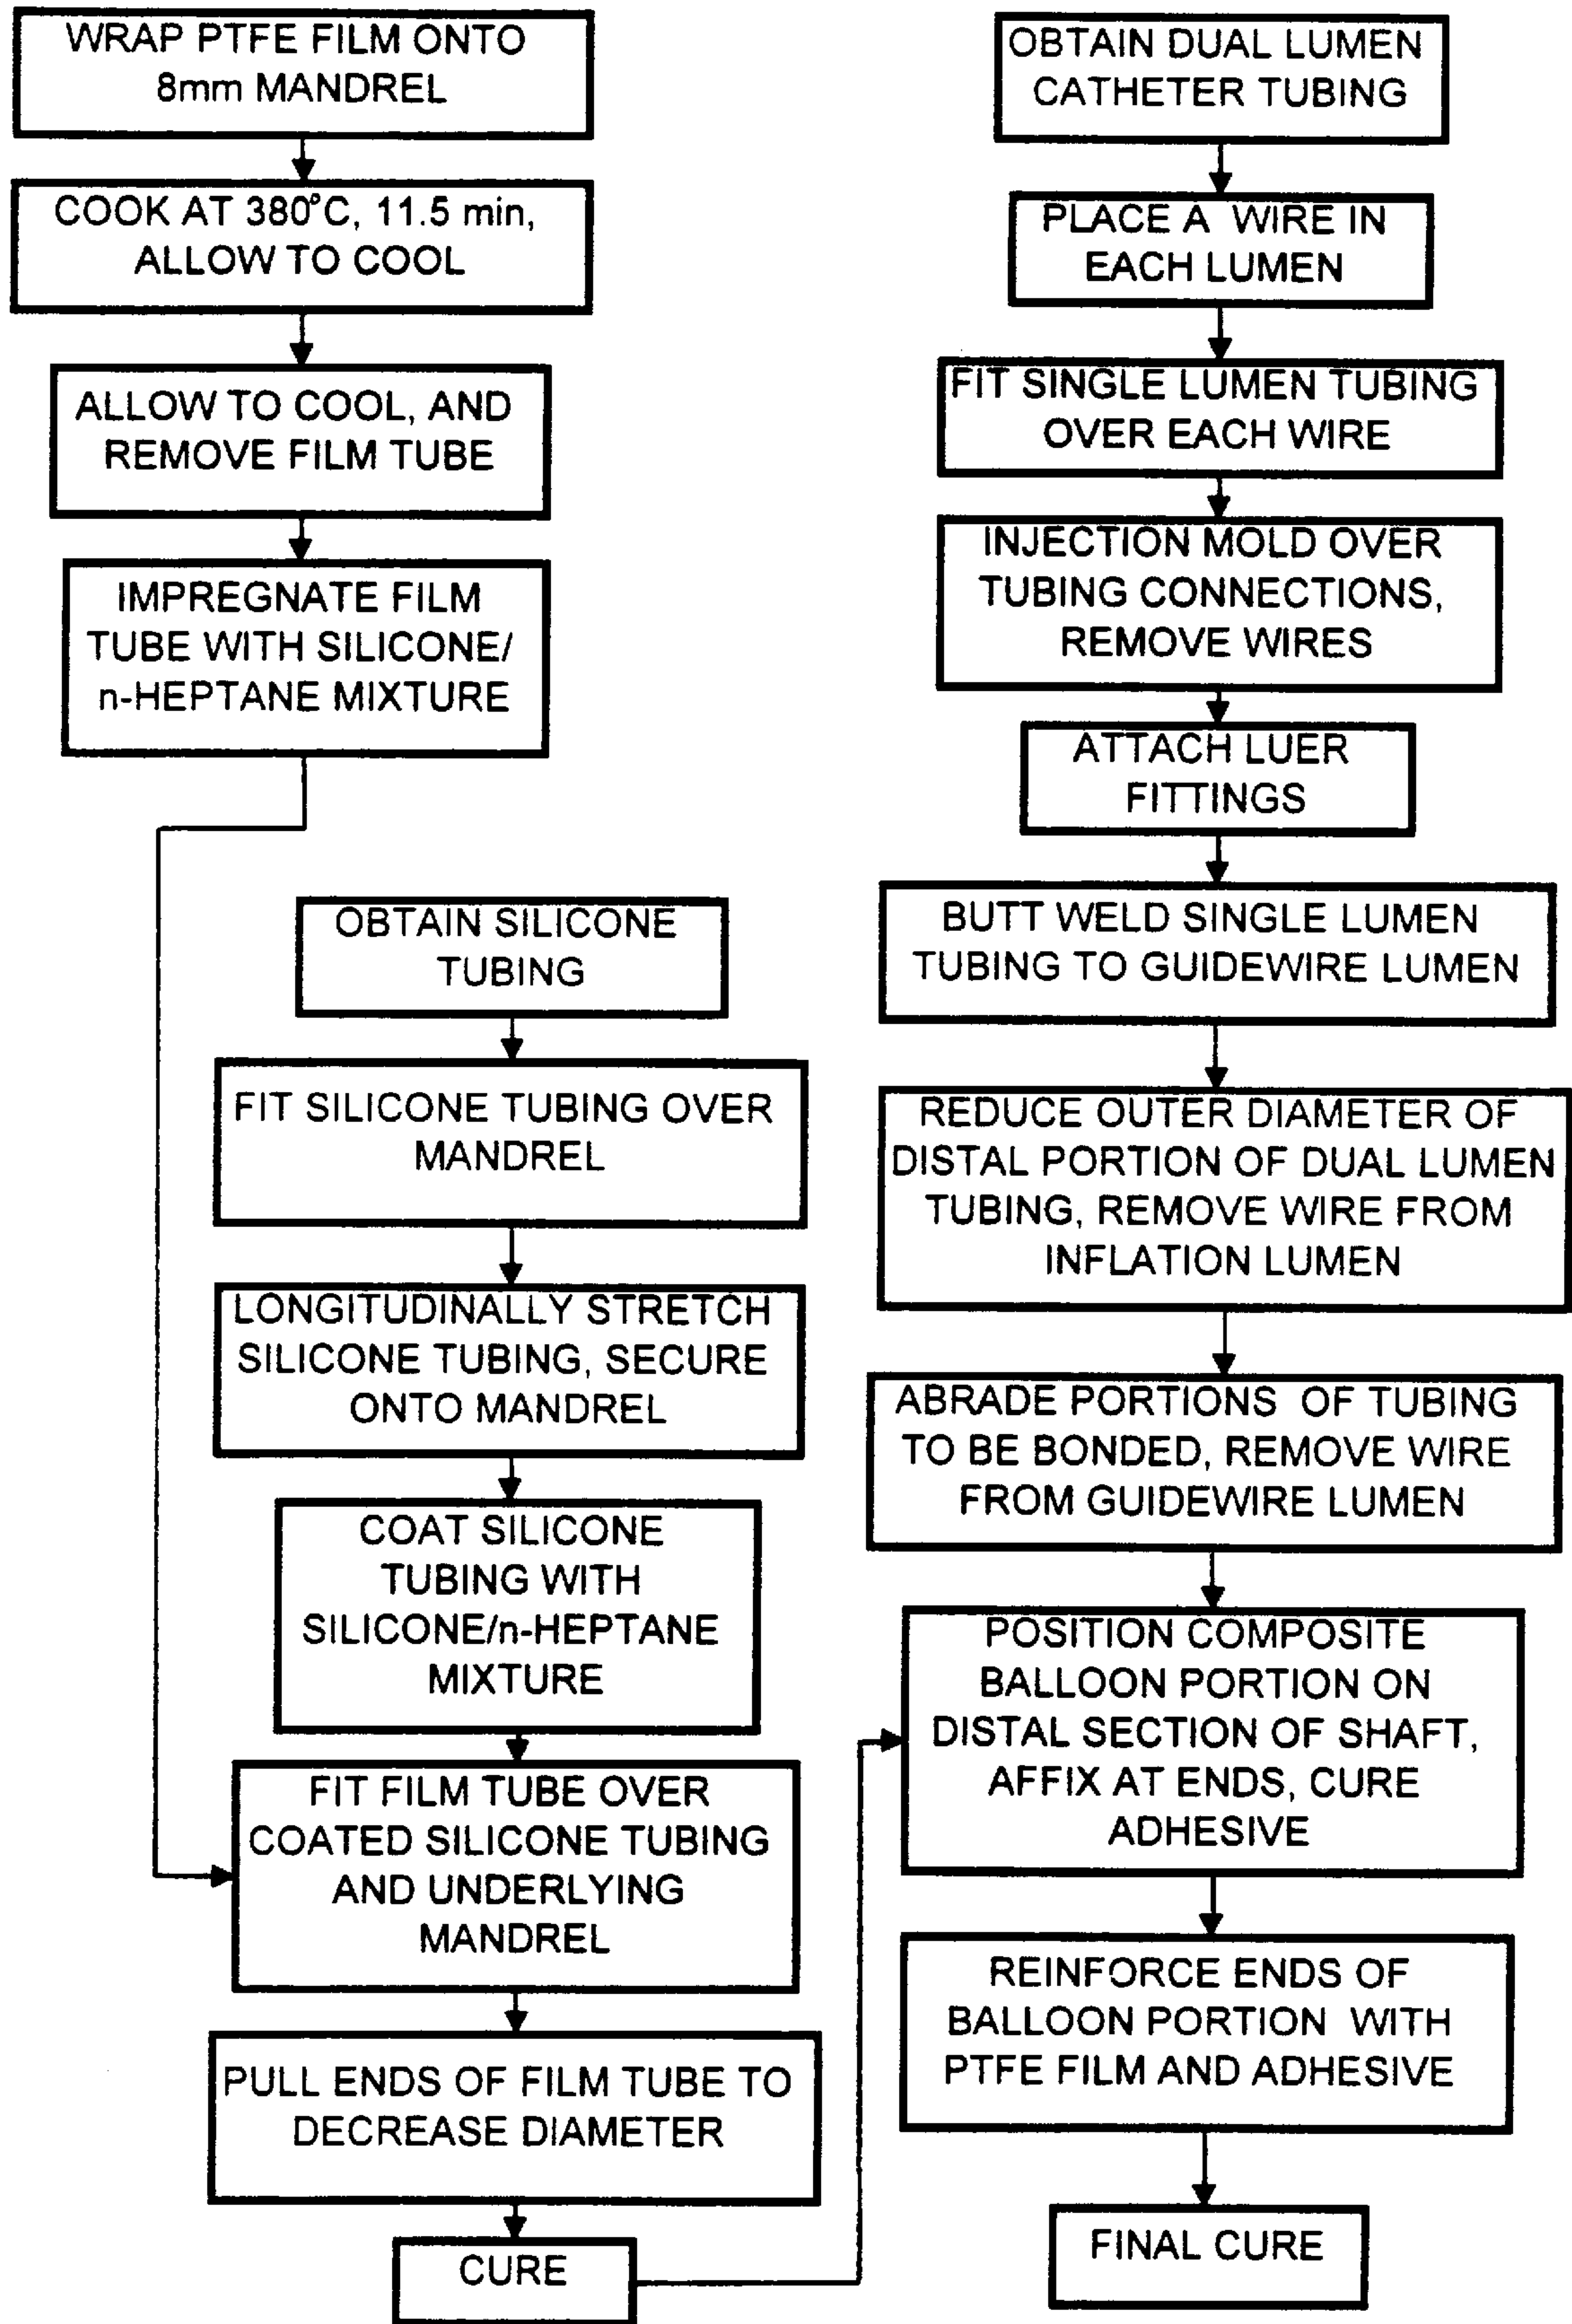 WRAP PTFE FILM ONTO
8mm MANDREL
COOK AT 380°C, 11.5 min,
ALLOW TO COOL
ALLOW TO COOL, AND
REMOVE FILM TUBE
IMPREGNATE FILM
TUBE WITH SILICONE/
n-HEPTANE MIXTURE
OBTAIN SILICONE
TUBING
FIT SILICONE TUBING OVER
MANDREL
LONGITUDINALLY STRETCH
SILICONE TUBING, SECURE
ONTO MANDREL
COAT SILICONE
TUBING WITH
SILICONE/n-HEPTANE
MIXTURE
FIT FILM TUBE OVER
COATED SILICONE TUBING
AND UNDERLYING
MANDREL
PULL ENDS OF FILM TUBE TO
DECREASE DIAMETER
CURE
OBTAIN DUAL LUMEN
CATHETER TUBING
PLACE A WIRE IN
EACH LUMEN
FIT SINGLE LUMEN TUBING
OVER EACH WIRE
INJECTION MOLD OVER
TUBING CONNECTIONS,
REMOVE WIRES
ATTACH LUER
FITTINGS
BUTT WELD SINGLE LUMEN
TUBING TO GUIDEWIRE LUMEN
REDUCE OUTER DIAMETER OF
DISTAL PORTION OF DUAL LUMEN
TUBING, REMOVE WIRE FROM
INFLATION LUMEN
ABRADE PORTIONS OF TUBING
TO BE BONDED, REMOVE WIRE
FROM GUIDEWIRE LUMEN
POSITION COMPOSITE
BALLOON PORTION ON
DISTAL SECTION OF SHAFT,
AFFIX AT ENDS, CURE
ADHESIVE
REINFORCE ENDS OF
BALLOON PORTION WITH
PTFE FILM AND ADHESIVE
FINAL CURE